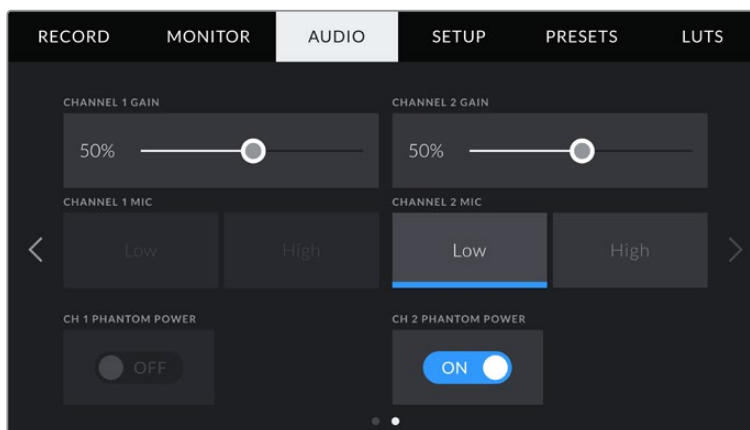 RECORD MONITOR AUDIO SETUP PRESETS LUTS
CHANNEL 1 GAIN CHANNEL 2 GAIN
50% 50%
CHANNEL 1 MIC CHANNEL 2 MIC
Low High Low High
CH 1 PHANTOM POWER CH 2 PHANTOM POWER
OFF ON